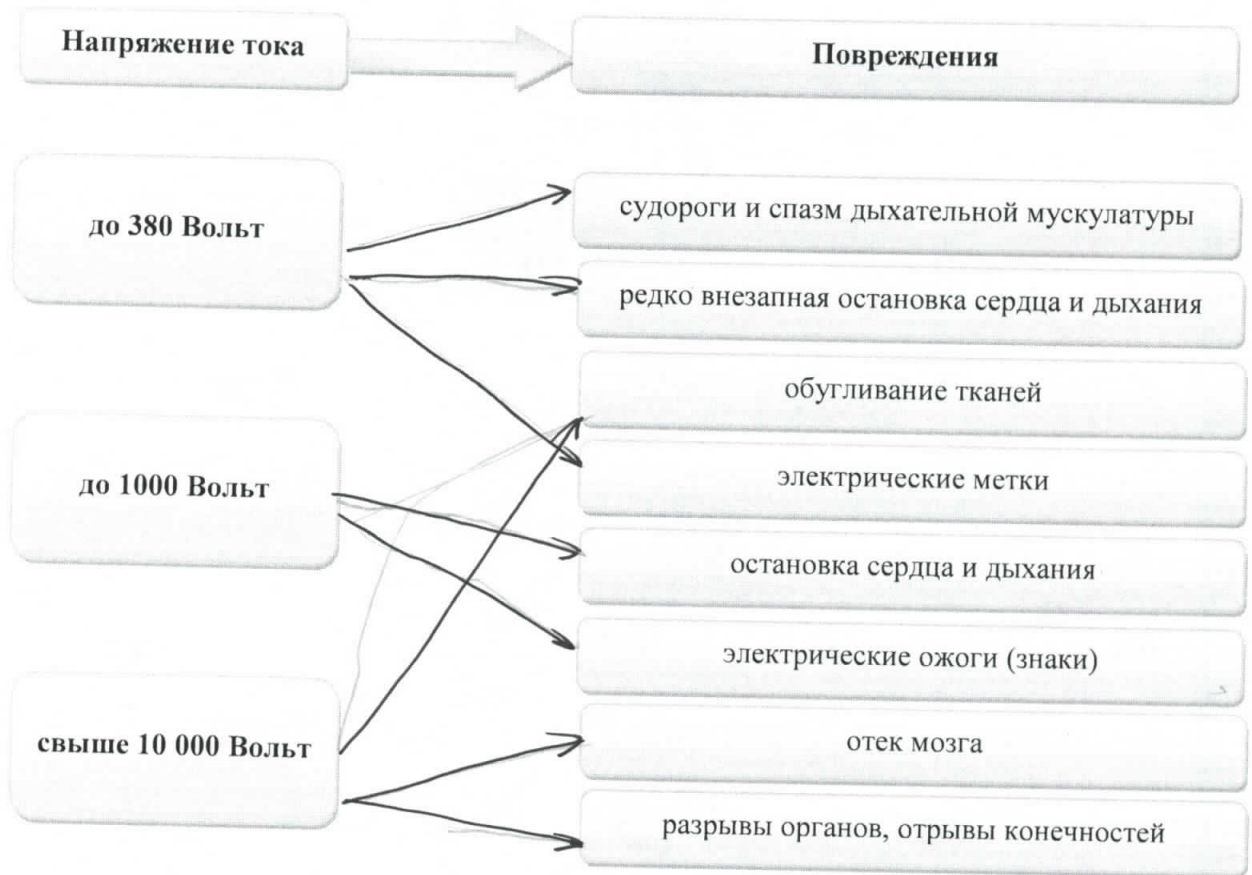 Напряжение тока
Повреждения
до 380 Вольт
судороги и спазм дыхательной мускулатуры
редко внезапная остановка сердца и дыхания
обугливание тканей
до 1000 Вольт
электрические метки
остановка сердца и дыхания
электрические ожоги (знаки)
свыше 10 000 Вольт
отек мозга
разрывы органов, отрывы конечностей